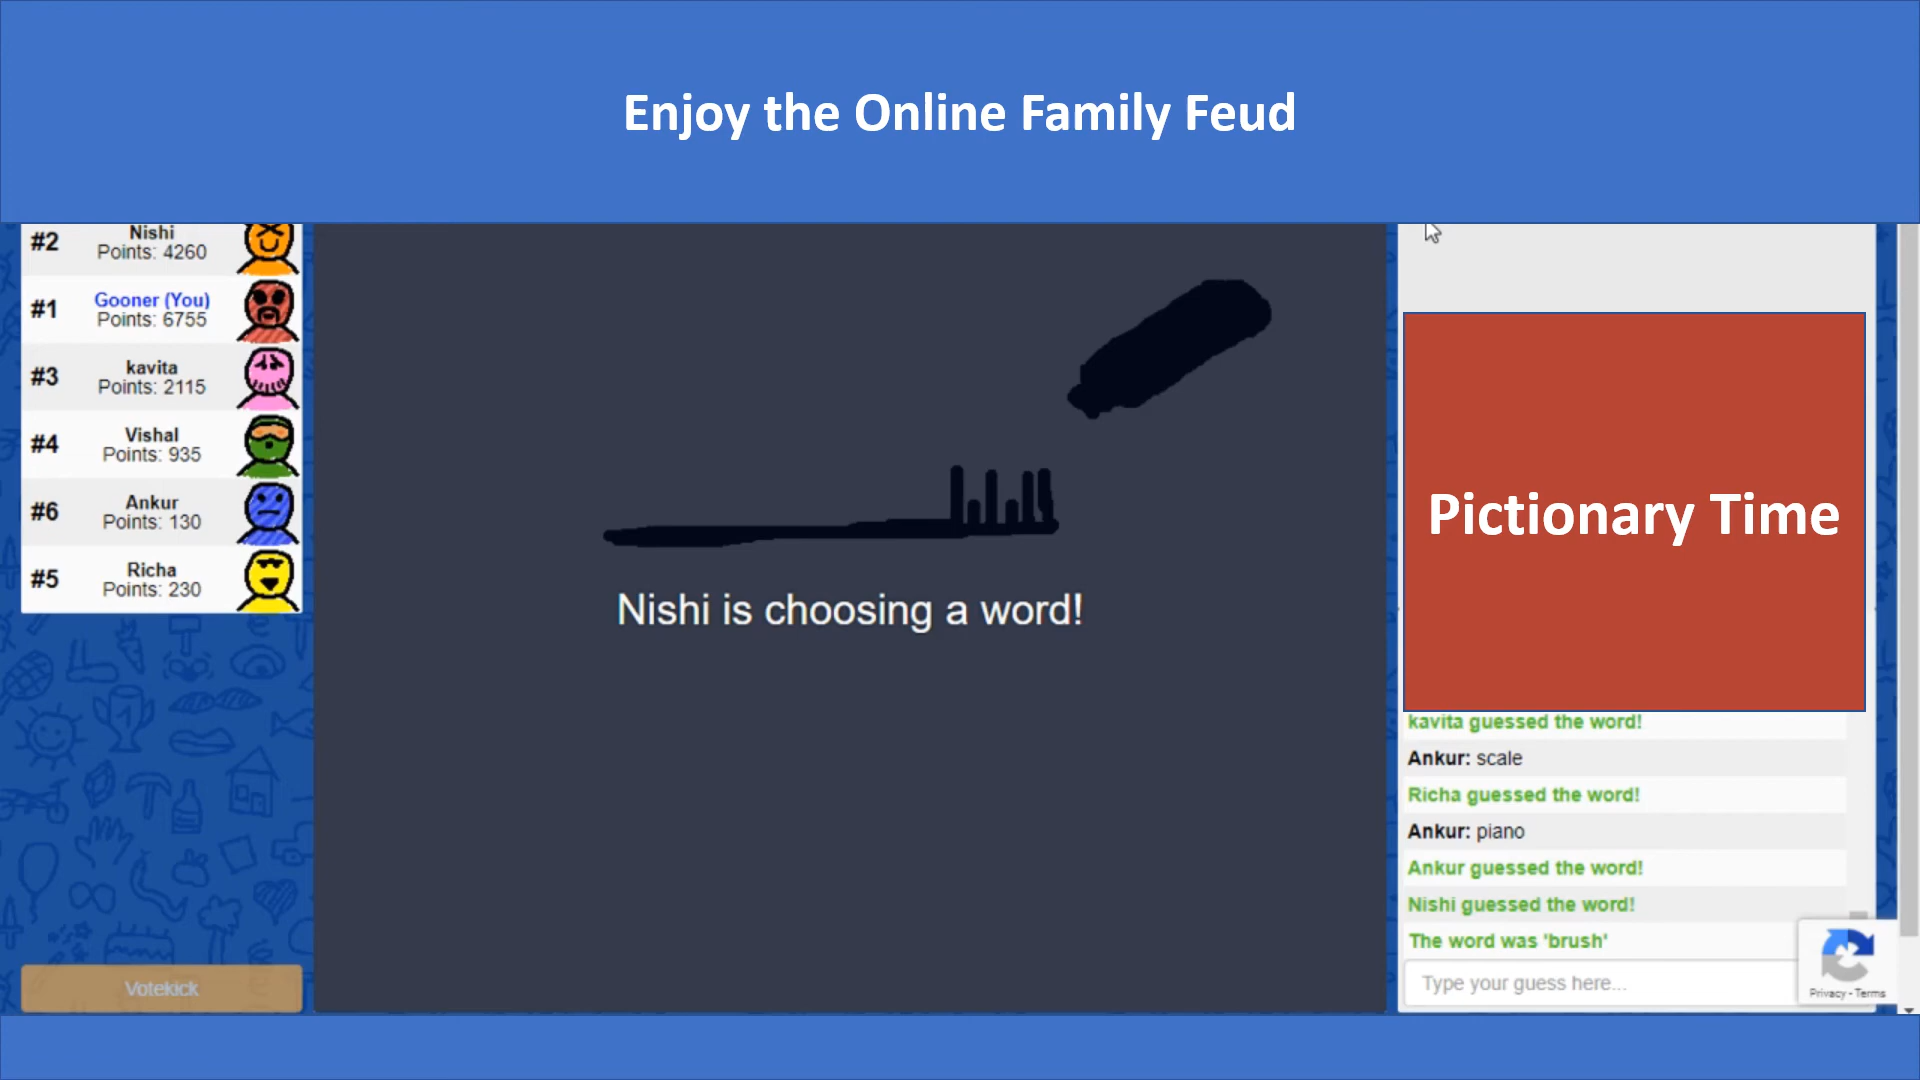 Enjoy the Online Family Feud
#2
Nishi
Points: 4260
#1
Gooner (You)
Points: 6755
#3
kavita
Points: 2115
#4
Vishal
Points: 935
#6
Ankur
Points: 130
#5
Richa
Points: 230
Votekick
Nishi is choosing a word!
Pictionary Time
kavita guessed the word!
Ankur: scale
Richa guessed the word!
Ankur: piano
Ankur guessed the word!
Nishi guessed the word!
The word was 'brush'
Type your guess here...
Privacy - Terms